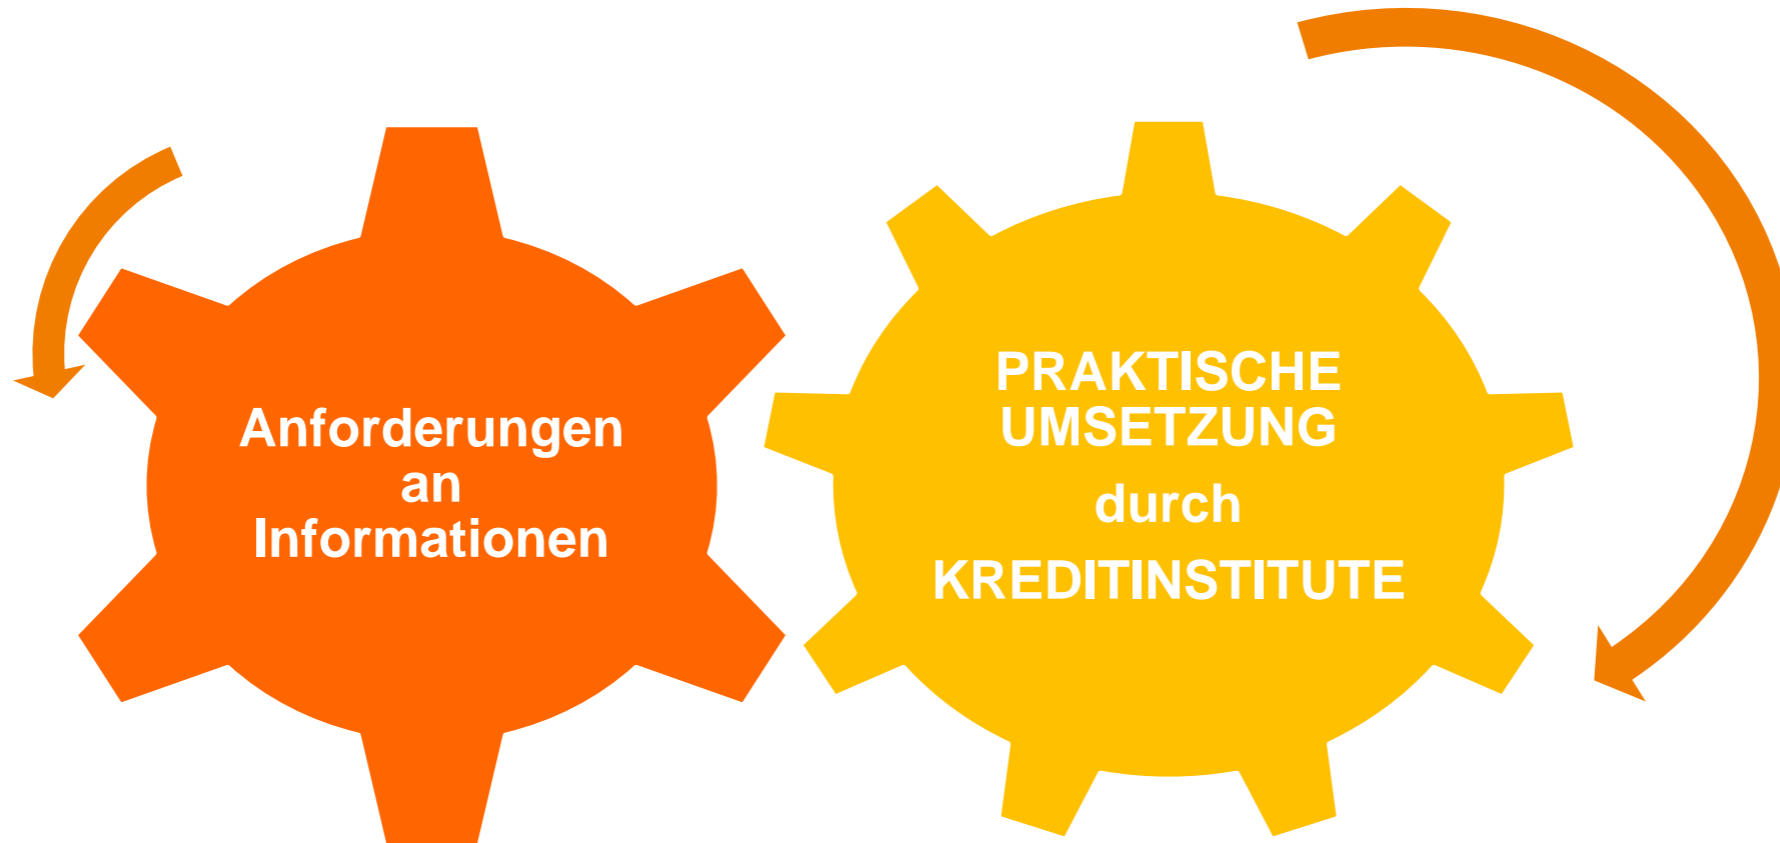 Anforderungen
an
Informationen
PRAKTISCHE
UMSETZUNG
durch
KREDITINSTITUTE